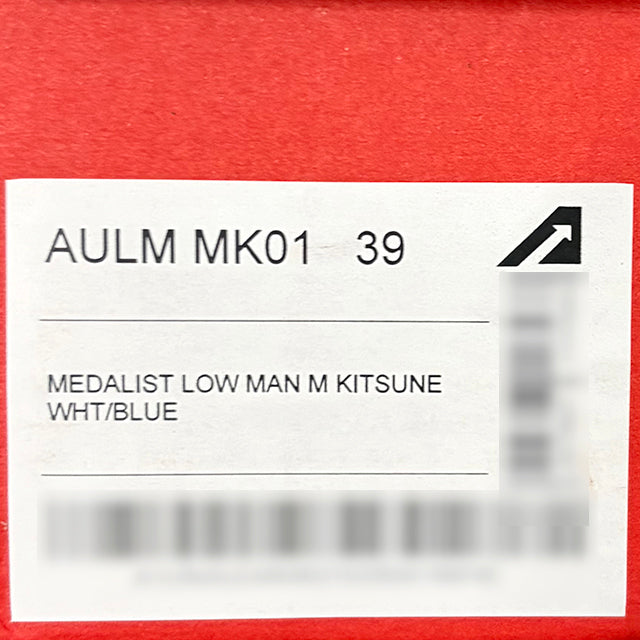 AULM MK01 39
MEDALIST LOW MAN M KITSUNE
WHT/BLUE